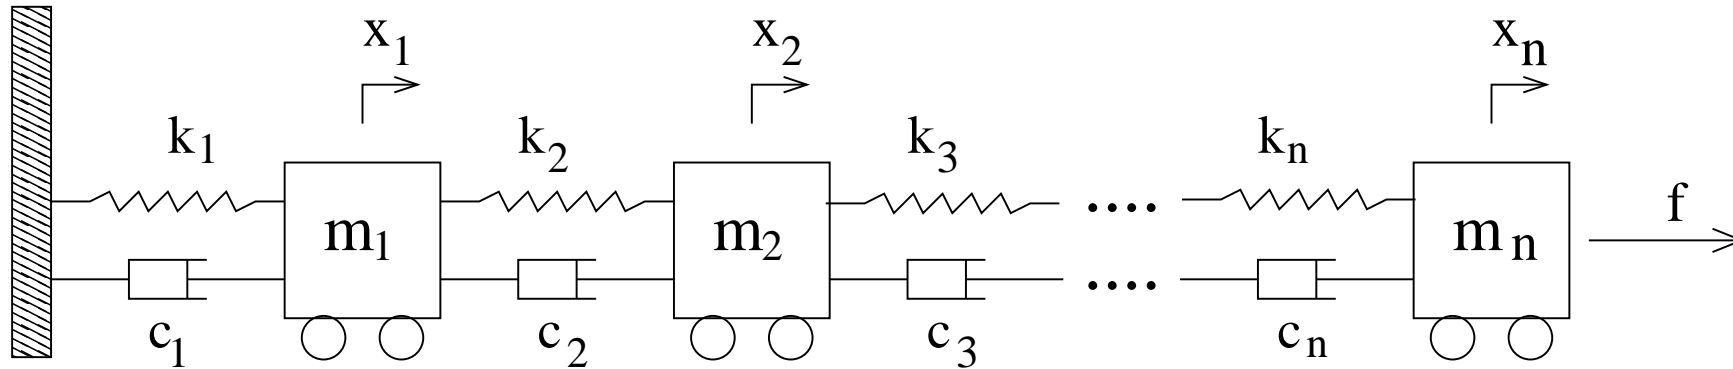 x1 x2 xn
k1 k2 k3 kn
m1 m2 .... mn f
c1 c2 c3 .... cn